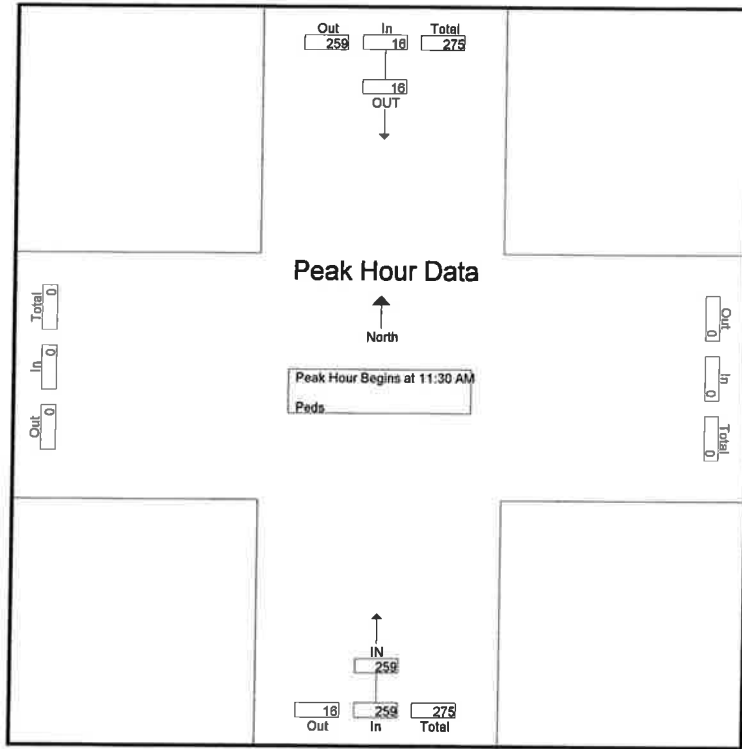 Out In Total
259 16 275
16
OUT
Peak Hour Data
North
Total 0
In 0
Out 0
Peak Hour Begins at 11:30 AM
Peds
Out 0
In 0
Total 0
IN
259
16 259 275
Out In Total